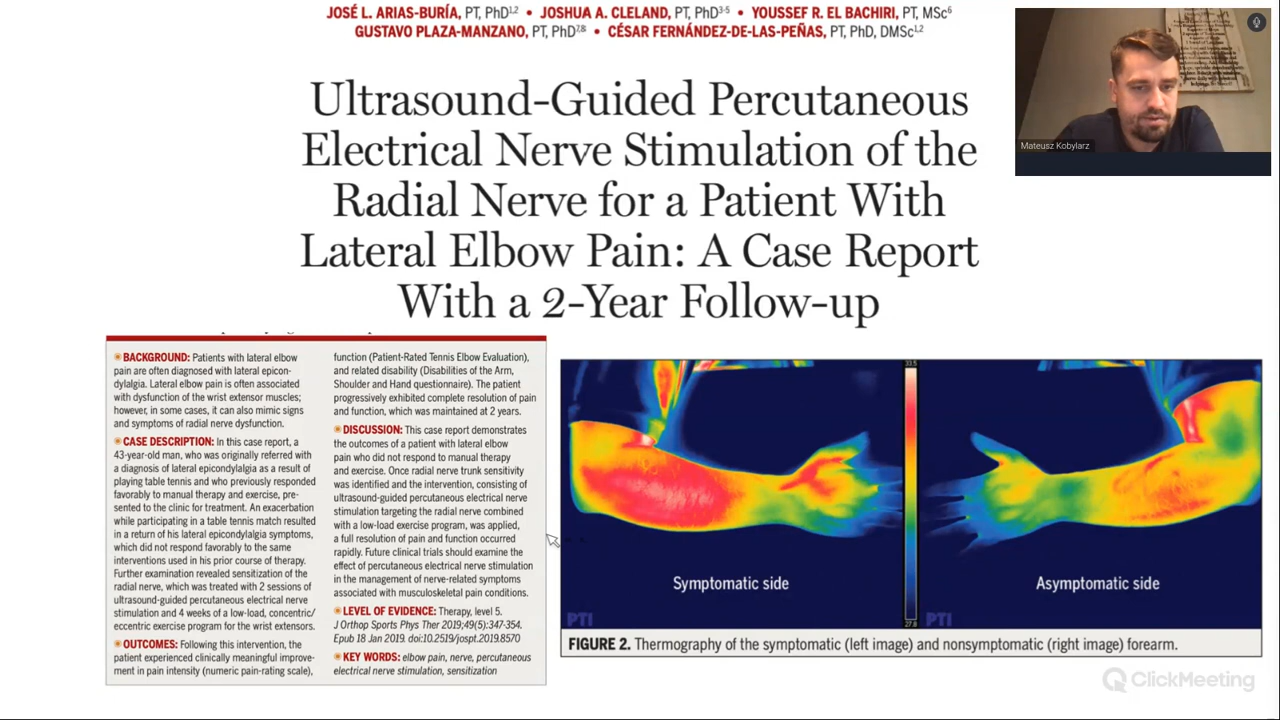 JOSÉ L. ARIAS-BURÍA, PT, PhD1,2 • JOSHUA A. CLELAND, PT, PhD3-5 • YOUSSEF R. EL BACHIRI, PT, MSc6
GUSTAVO PLAZA-MANZANO, PT, PhD7,8 • CÉSAR FERNÁNDEZ-DE-LAS-PEÑAS, PT, PhD, DMSc1,2
Ultrasound-Guided Percutaneous
Electrical Nerve Stimulation of the
Radial Nerve for a Patient With
Lateral Elbow Pain: A Case Report
With a 2-Year Follow-up
Mateusz Kobylarz
BACKGROUND: Patients with lateral elbow
pain are often diagnosed with lateral epicon-
dylalgia. Lateral elbow pain is often associated
with dysfunction of the wrist extensor muscles;
however, in some cases, it can also mimic signs
and symptoms of radial nerve dysfunction.
CASE DESCRIPTION: In this case report, a
43-year-old man, who was originally referred with
a diagnosis of lateral epicondylalgia as a result of
playing table tennis and who previously responded
favorably to manual therapy and exercise, pre-
sented to the clinic for treatment. An exacerbation
while participating in a table tennis match resulted
in a return of his lateral epicondylalgia symptoms,
which did not respond favorably to the same
interventions used in his prior course of therapy.
Further examination revealed sensitization of the
radial nerve, which was treated with 2 sessions of
ultrasound-guided percutaneous electrical nerve
stimulation and 4 weeks of a low-load, concentric/
eccentric exercise program for the wrist extensors.
OUTCOMES: Following this intervention, the
patient experienced clinically meaningful improve-
ment in pain intensity (numeric pain-rating scale),
function (Patient-Rated Tennis Elbow Evaluation),
and related disability (Disabilities of the Arm,
Shoulder and Hand questionnaire). The patient
progressively exhibited complete resolution of pain
and function, which was maintained at 2 years.
DISCUSSION: This case report demonstrates
the outcomes of a patient with lateral elbow
pain who did not respond to manual therapy
and exercise. Once radial nerve trunk sensitivity
was identified and the intervention, consisting of
ultrasound-guided percutaneous electrical nerve
stimulation targeting the radial nerve combined
with a low-load exercise program, was applied,
a full resolution of pain and function occurred
rapidly. Future clinical trials should examine the
effect of percutaneous electrical nerve stimulation
in the management of nerve-related symptoms
associated with musculoskeletal pain conditions.
LEVEL OF EVIDENCE: Therapy, level 5.
J Orthop Sports Phys Ther 2019;49(5):347-354.
Epub 18 Jan 2019. doi:10.2519/jospt.2019.8570
KEY WORDS: elbow pain, nerve, percutaneous
electrical nerve stimulation, sensitization
33.5
27.8
Symptomatic side
Asymptomatic side
PTI
PTI
FIGURE 2. Thermography of the symptomatic (left image) and nonsymptomatic (right image) forearm.
ClickMeeting